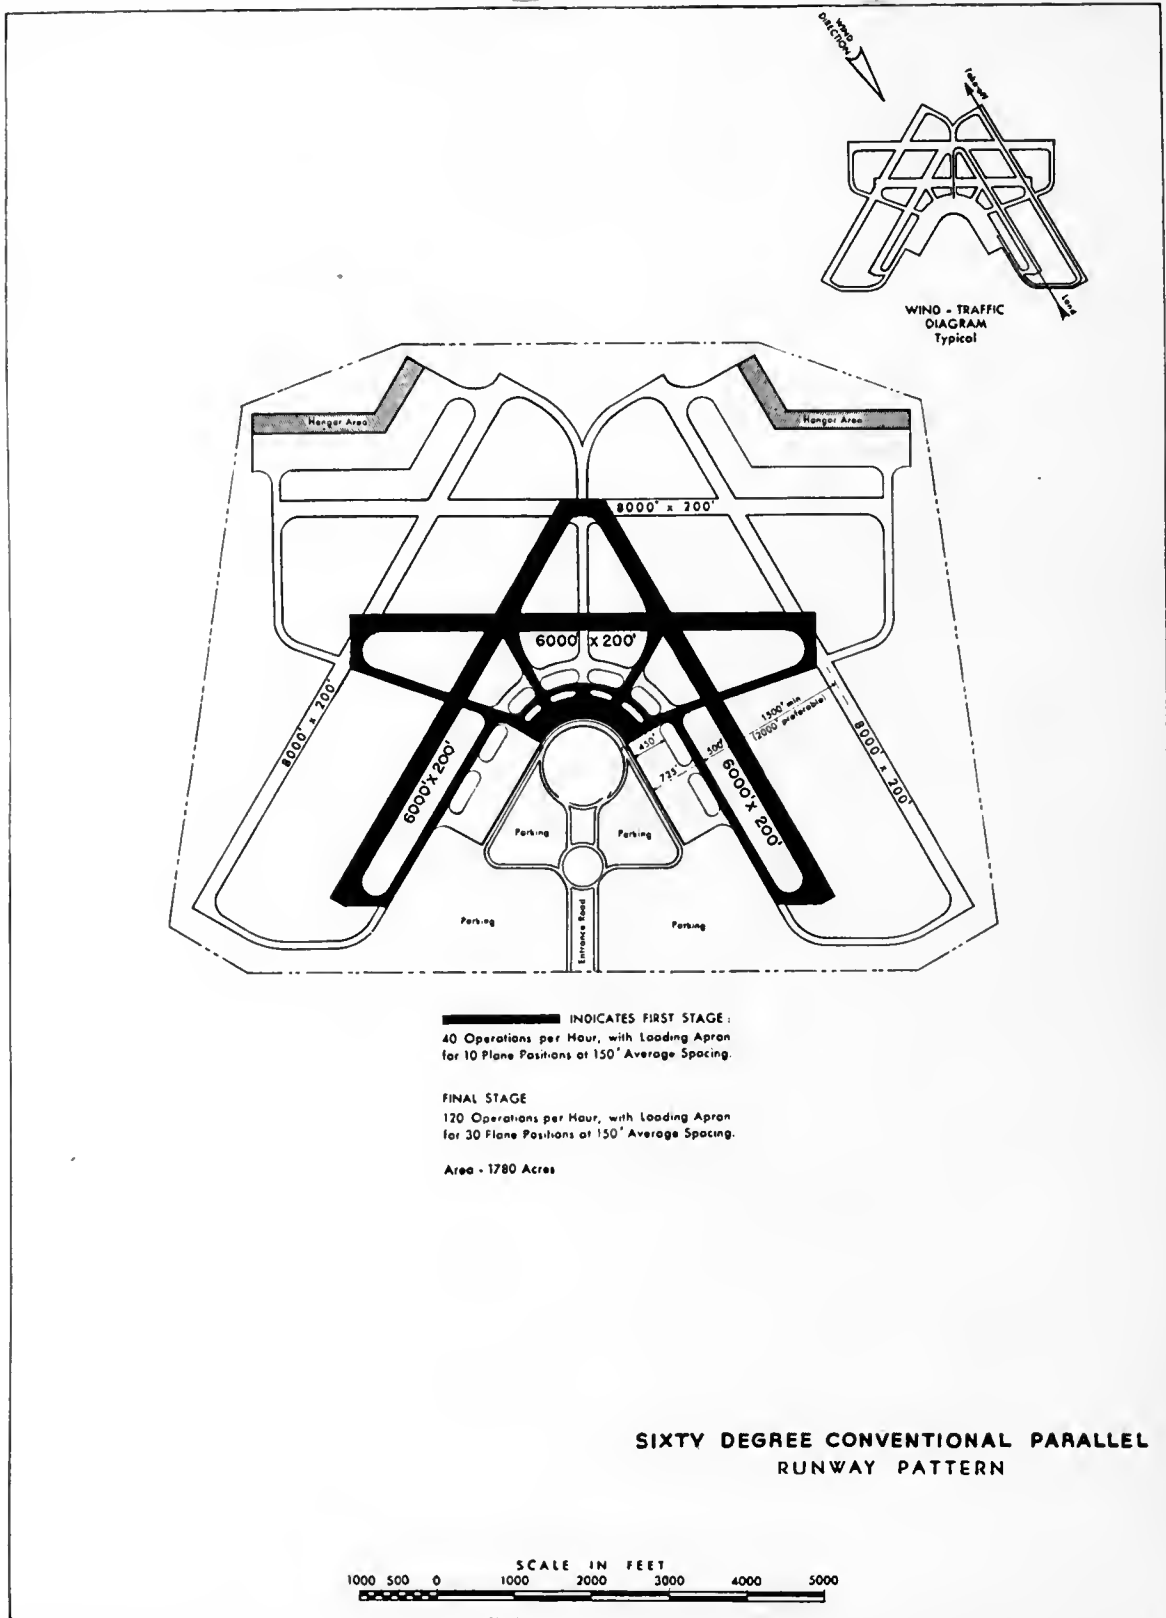 WIND
DIRECTION
Take-off
Land
WIND - TRAFFIC
DIAGRAM
Typical
Hangar Area
Hangar Area
8000' x 200'
6000' x 200'
8000' x 200'
6000' x 200'
1500' min
(2000' preferable)
450'
500'
725'
6000' x 200'
8000' x 200'
Parking
Parking
Parking
Entrance Road
Parking
INDICATES FIRST STAGE:
40 Operations per Hour, with Loading Apron
for 10 Plane Positions at 150' Average Spacing.
FINAL STAGE
120 Operations per Hour, with Loading Apron
for 30 Plane Positions at 150' Average Spacing.
Area - 1780 Acres
SIXTY DEGREE CONVENTIONAL PARALLEL
RUNWAY PATTERN
SCALE IN FEET
1000 500 0 1000 2000 3000 4000 5000